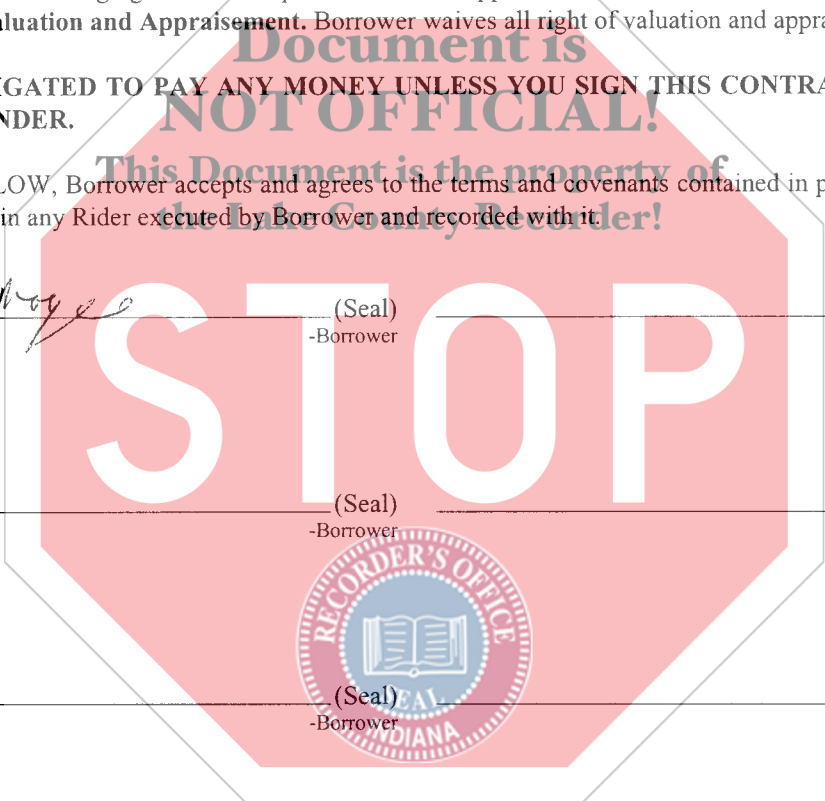 luation and Appraisement. Borrower waives all right of valuation and appra
Document is
IGATED TO PAY ANY MONEY UNLESS YOU SIGN THIS CONTRA
NOT OFFICIAL!
NDER.
This Document is the property of
LOW, Borrower accepts and agrees to the terms and covenants contained in p
in any Rider executed by Borrower and recorded with it.
the Lake County Recorder!
(Seal)
-Borrower
STOP
(Seal)
-Borrower
RECORDER'S OFFICE
(Seal)
SEAL
-Borrower
INDIANA